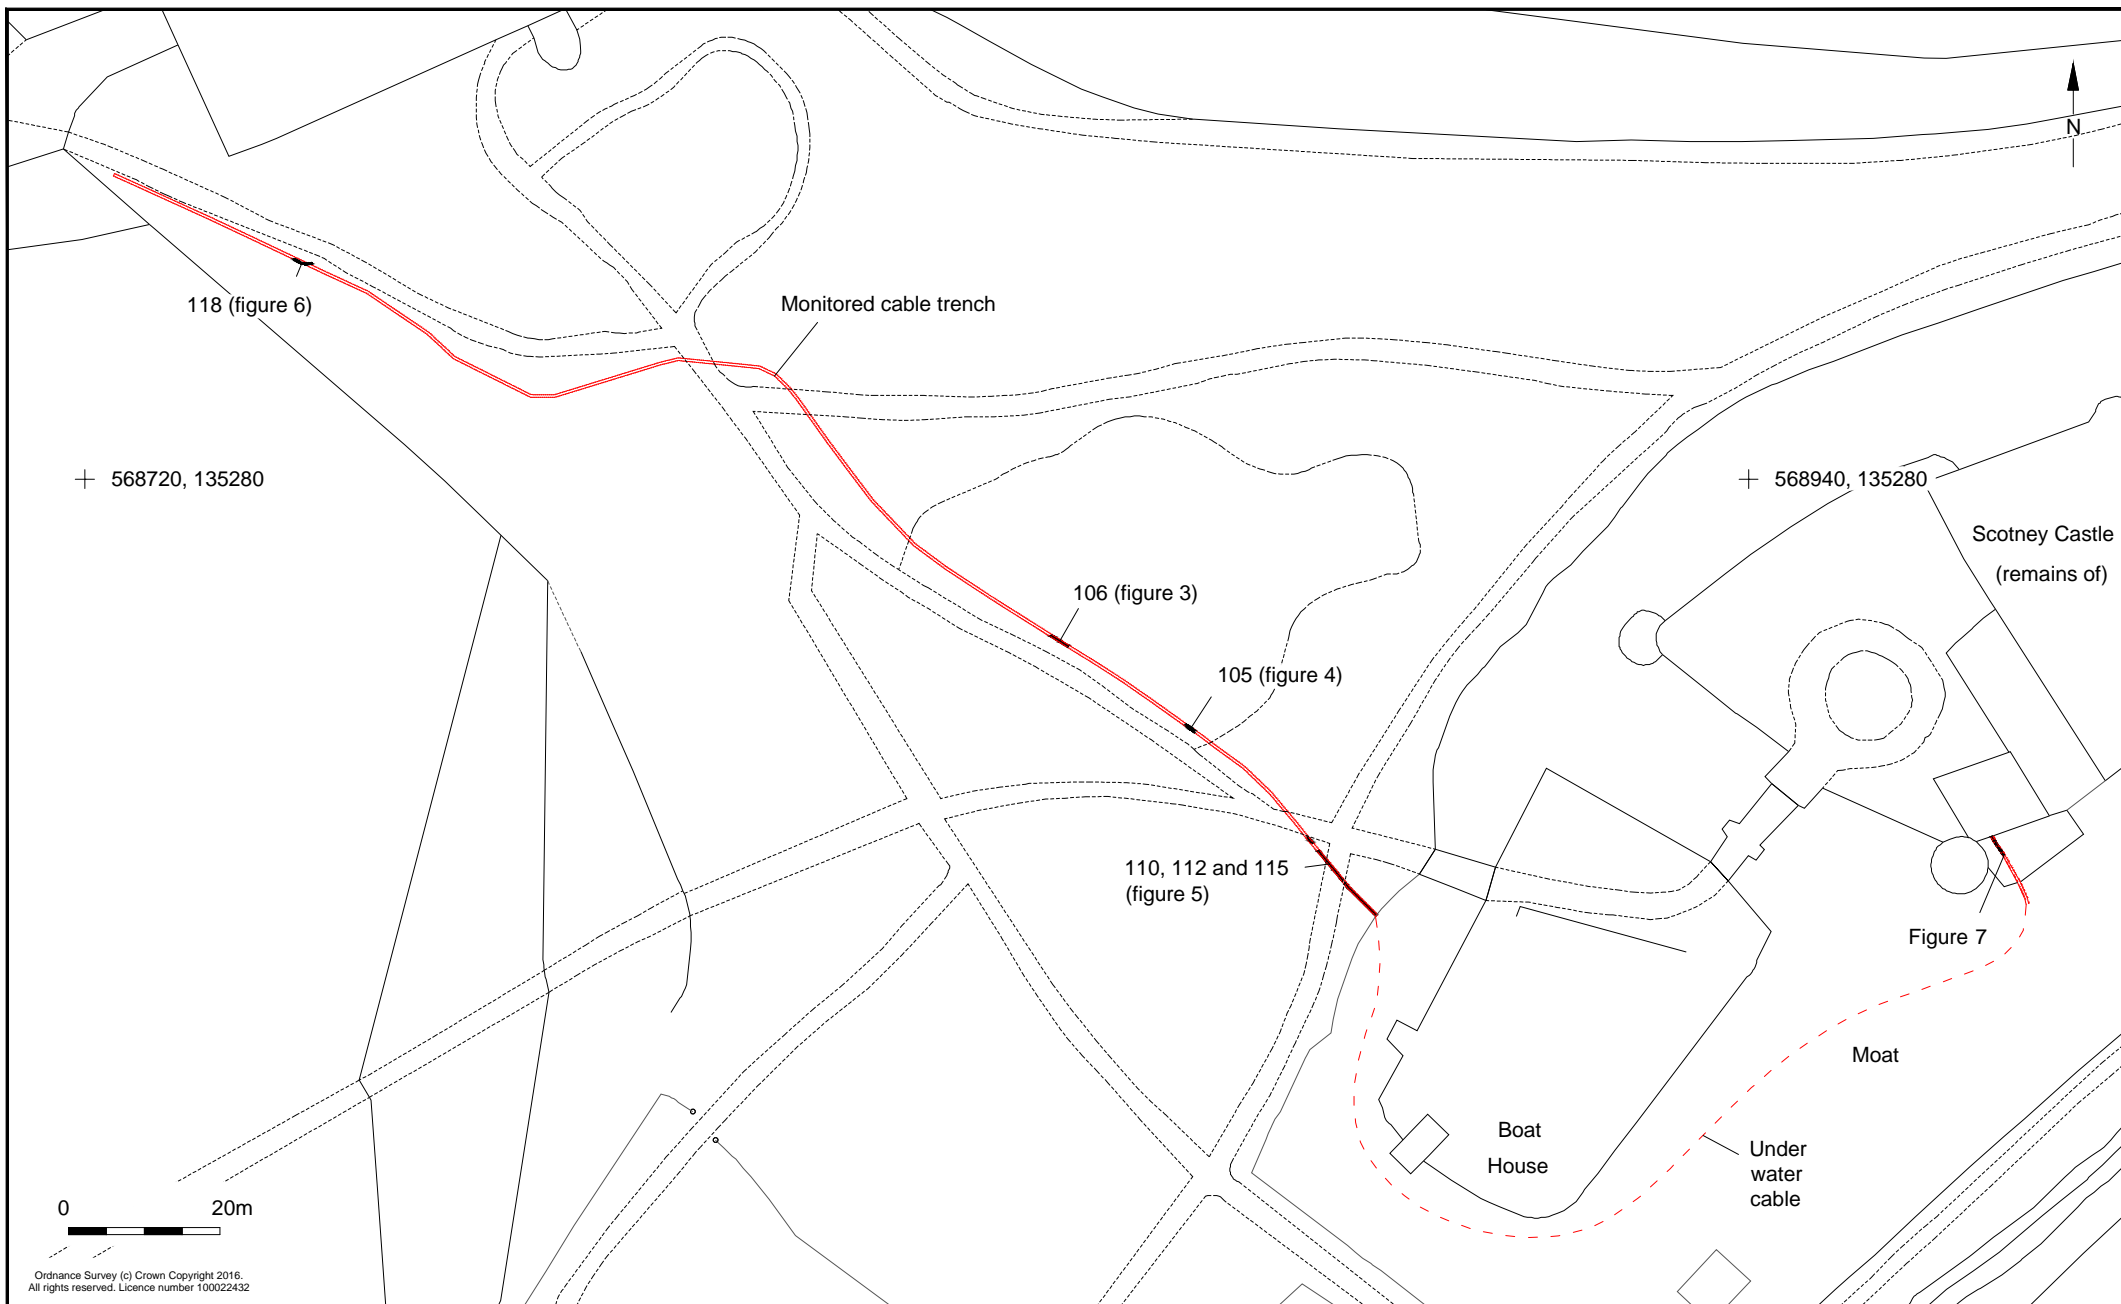 N
118 (figure 6)
Monitored cable trench
568720, 135280
568940, 135280
Scotney Castle
(remains of)
106 (figure 3)
105 (figure 4)
110, 112 and 115
(figure 5)
Figure 7
Moat
Boat
House
Under
water
cable
0 20m
Ordnance Survey (c) Crown Copyright 2016.
All rights reserved. Licence number 100022432